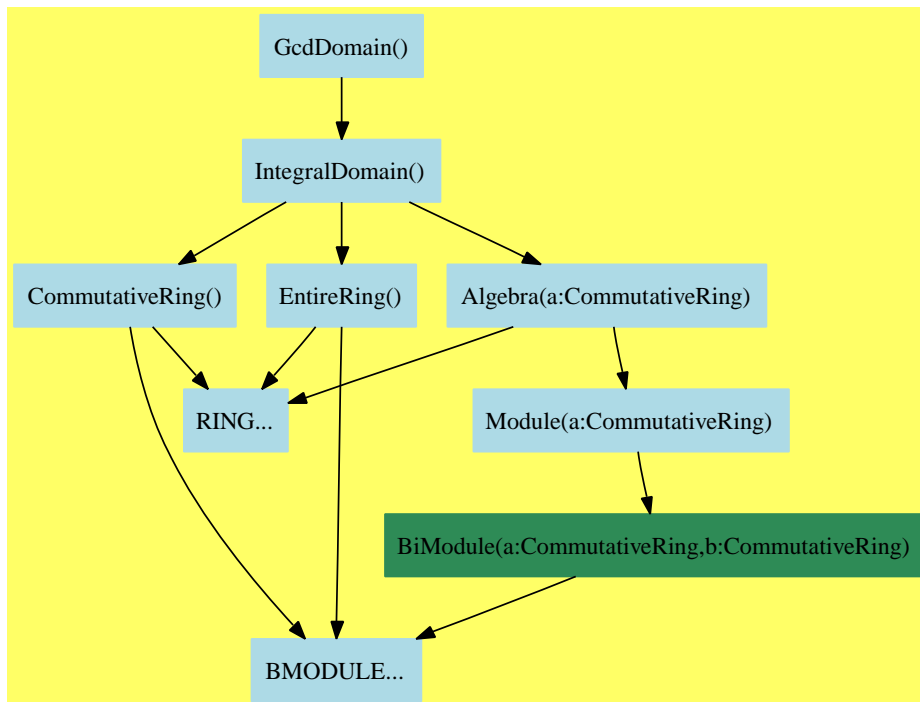 GcdDomain()
IntegralDomain()
CommutativeRing()
EntireRing()
Algebra(a:CommutativeRing)
RING...
Module(a:CommutativeRing)
BiModule(a:CommutativeRing,b:CommutativeRing)
BMODULE...